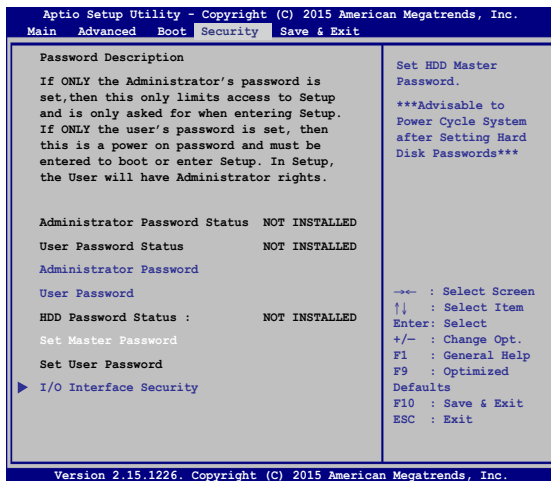 Aptio Setup Utility - Copyright (C) 2015 American Megatrends, Inc.
Main Advanced Boot Security Save & Exit
Password Description
If ONLY the Administrator's password is
set,then this only limits access to Setup
and is only asked for when entering Setup.
If ONLY the user's password is set, then
this is a power on password and must be
entered to boot or enter Setup. In Setup,
the User will have Administrator rights.
Administrator Password Status NOT INSTALLED
User Password Status NOT INSTALLED
Administrator Password
User Password
HDD Password Status : NOT INSTALLED
Set Master Password
Set User Password
I/O Interface Security
Set HDD Master
Password.
***Advisable to
Power Cycle System
after Setting Hard
Disk Passwords***
→← : Select Screen
↑↓ : Select Item
Enter: Select
+/— : Change Opt.
F1 : General Help
F9 : Optimized
Defaults
F10 : Save & Exit
ESC : Exit
Version 2.15.1226. Copyright (C) 2015 American Megatrends, Inc.